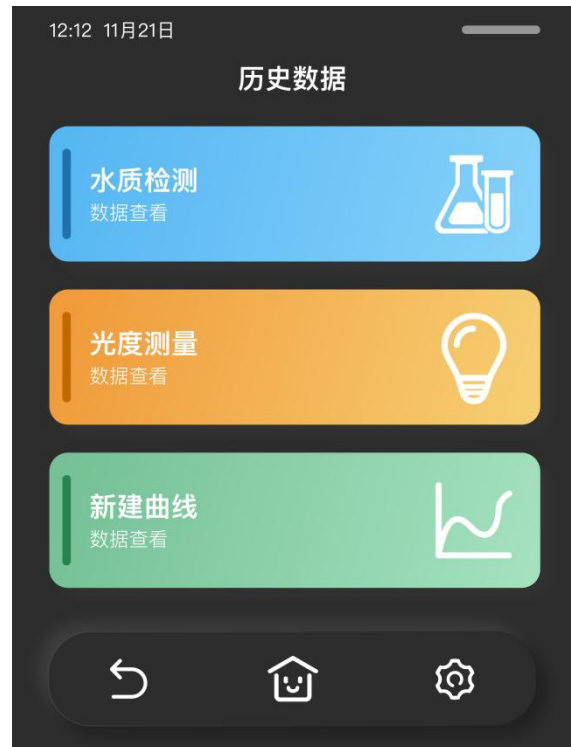 12:12 11月21日
历史数据
水质检测
数据查看
光度测量
数据查看
新建曲线
数据查看